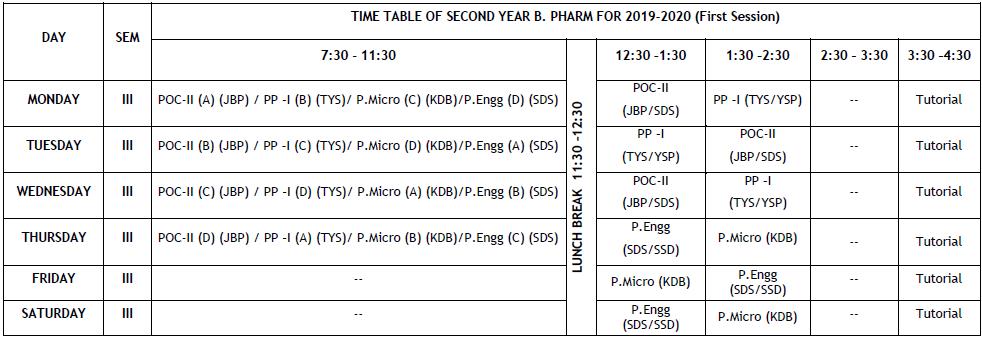 TIME TABLE OF SECOND YEAR B. PHARM FOR 2019-2020 (First Session)
DAY SEM
7:30 - 11:30 LUNCH BREAK 11:30 -12:30 12:30 -1:30 1:30 -2:30 2:30 - 3:30 3:30 -4:30
MONDAY III POC-II (A) (JBP) / PP -I (B) (TYS)/ P.Micro (C) (KDB)/P.Engg (D) (SDS) POC-II (JBP/SDS) PP -I (TYS/YSP) -- Tutorial
TUESDAY III POC-II (B) (JBP) / PP -I (C) (TYS)/ P.Micro (D) (KDB)/P.Engg (A) (SDS) PP -I (TYS/YSP) POC-II (JBP/SDS) -- Tutorial
WEDNESDAY III POC-II (C) (JBP) / PP -I (D) (TYS)/ P.Micro (A) (KDB)/P.Engg (B) (SDS) POC-II (JBP/SDS) PP -I (TYS/YSP) -- Tutorial
THURSDAY III POC-II (D) (JBP) / PP -I (A) (TYS)/ P.Micro (B) (KDB)/P.Engg (C) (SDS) P.Engg (SDS/SSD) P.Micro (KDB) -- Tutorial
FRIDAY III -- P.Micro (KDB) P.Engg (SDS/SSD) -- Tutorial
SATURDAY III -- P.Engg (SDS/SSD) P.Micro (KDB) -- Tutorial